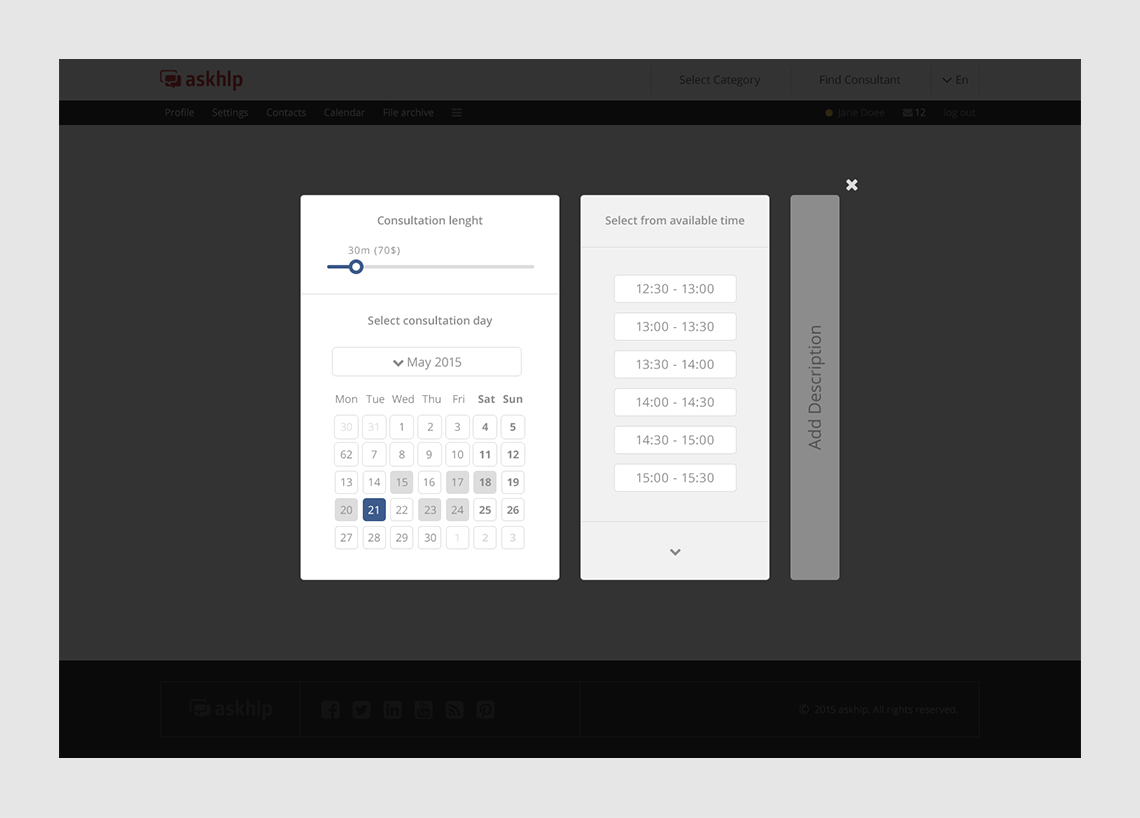 askhlp
Select Category
Find Consultant
En
Profile Settings Contacts Calendar File archive
Jane Doee 12 log out
Consultation lenght
30m (70$)
Select consultation day
May 2015
Mon Tue Wed Thu Fri Sat Sun
30 31 1 2 3 4 5
62 7 8 9 10 11 12
13 14 15 16 17 18 19
20 21 22 23 24 25 26
27 28 29 30 1 2 3
Select from available time
12:30 - 13:00
13:00 - 13:30
13:30 - 14:00
14:00 - 14:30
14:30 - 15:00
15:00 - 15:30
Add Description
askhlp
© 2015 askhlp. All rights reserved.